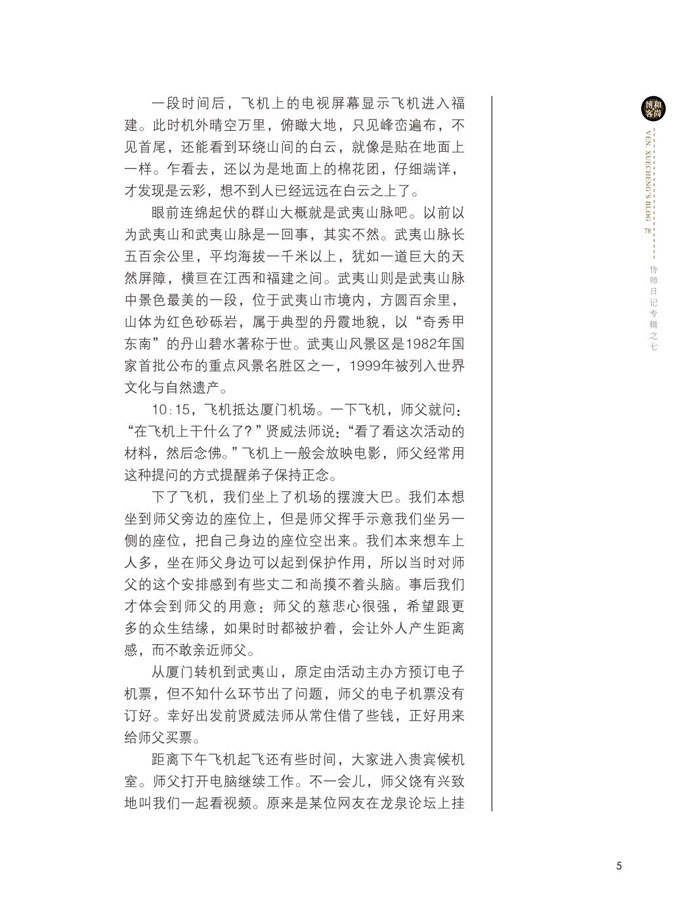 一段时间后，飞机上的电视屏幕显示飞机进入福
建。此时机外晴空万里，俯瞰大地，只见峰峦遍布，不
见首尾，还能看到环绕山间的白云，就像是贴在地面上
一样。乍看去，还以为是地面上的棉花团，仔细端详，
才发现是云彩，想不到人已经远远在白云之上了。
眼前连绵起伏的群山大概就是武夷山脉吧。以前以
为武夷山和武夷山脉是一回事，其实不然。武夷山脉长
五百余公里，平均海拔一千米以上，犹如一道巨大的天
然屏障，横亘在江西和福建之间。武夷山则是武夷山脉
中景色最美的一段，位于武夷山市境内，方圆百余里，
山体为红色砂砾岩，属于典型的丹霞地貌，以“奇秀甲
东南”的丹山碧水著称于世。武夷山风景区是1982年国
家首批公布的重点风景名胜区之一，1999年被列入世界
文化与自然遗产。
10:15，飞机抵达厦门机场。一下飞机，师父就问：
“在飞机上干什么了？”贤威法师说：“看了看这次活动的
材料，然后念佛。”飞机上一般会放映电影，师父经常用
这种提问的方式提醒弟子保持正念。
下了飞机，我们坐上了机场的摆渡大巴。我们本想
坐到师父旁边的座位上，但是师父挥手示意我们坐另一
侧的座位，把自己身边的座位空出来。我们本来想车上
人多，坐在师父身边可以起到保护作用，所以当时对师
父的这个安排感到有些丈二和尚摸不着头脑。事后我们
才体会到师父的用意：师父的慈悲心很强，希望跟更
多的众生结缘，如果时时都被护着，会让外人产生距离
感，而不敢亲近师父。
从厦门转机到武夷山，原定由活动主办方预订电子
机票，但不知什么环节出了问题，师父的电子机票没有
订好。幸好出发前贤威法师从常住借了些钱，正好用来
给师父买票。
距离下午飞机起飞还有些时间，大家进入贵宾候机
室。师父打开电脑继续工作。不一会儿，师父饶有兴致
地叫我们一起看视频。原来是某位网友在龙泉论坛上挂
和尚
博客
VEN. XUECHENG'S BLOG 78
侍师日记专辑之七
5